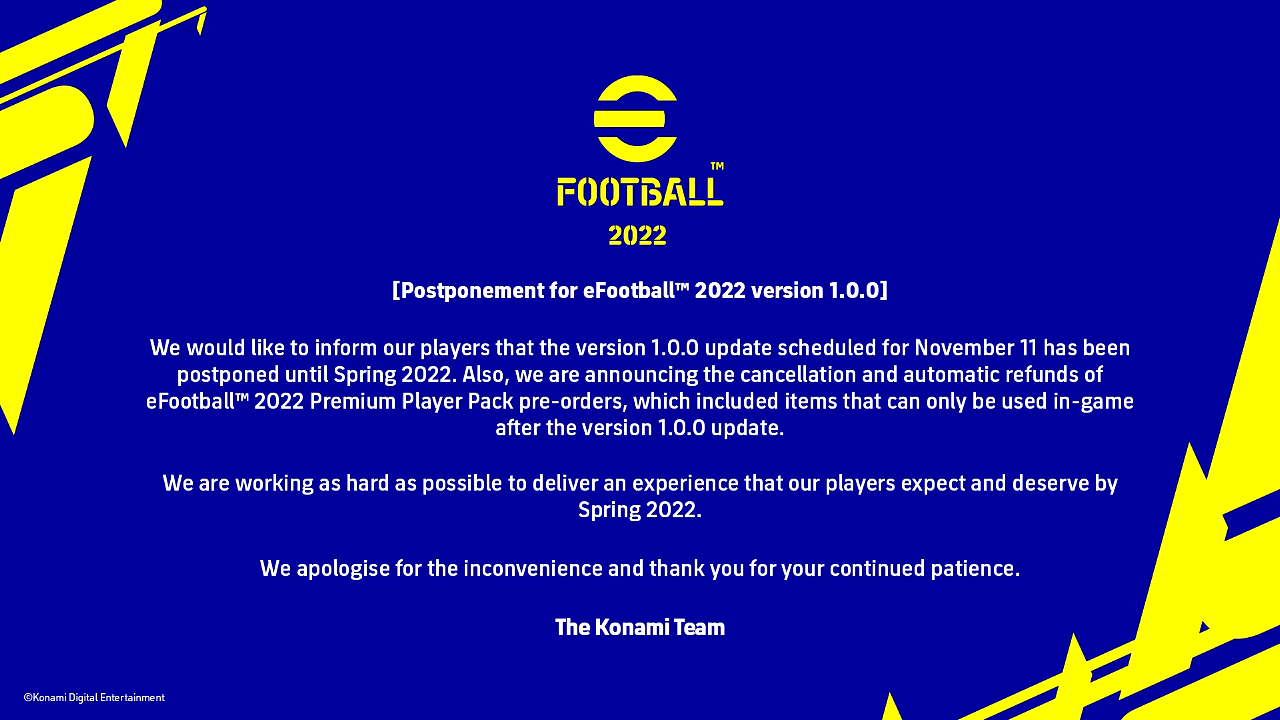 FOOTBALL™
2022
[Postponement for eFootball™ 2022 version 1.0.0]
We would like to inform our players that the version 1.0.0 update scheduled for November 11 has been
postponed until Spring 2022. Also, we are announcing the cancellation and automatic refunds of
eFootball™ 2022 Premium Player Pack pre-orders, which included items that can only be used in-game
after the version 1.0.0 update.
We are working as hard as possible to deliver an experience that our players expect and deserve by
Spring 2022.
We apologise for the inconvenience and thank you for your continued patience.
The Konami Team
©Konami Digital Entertainment